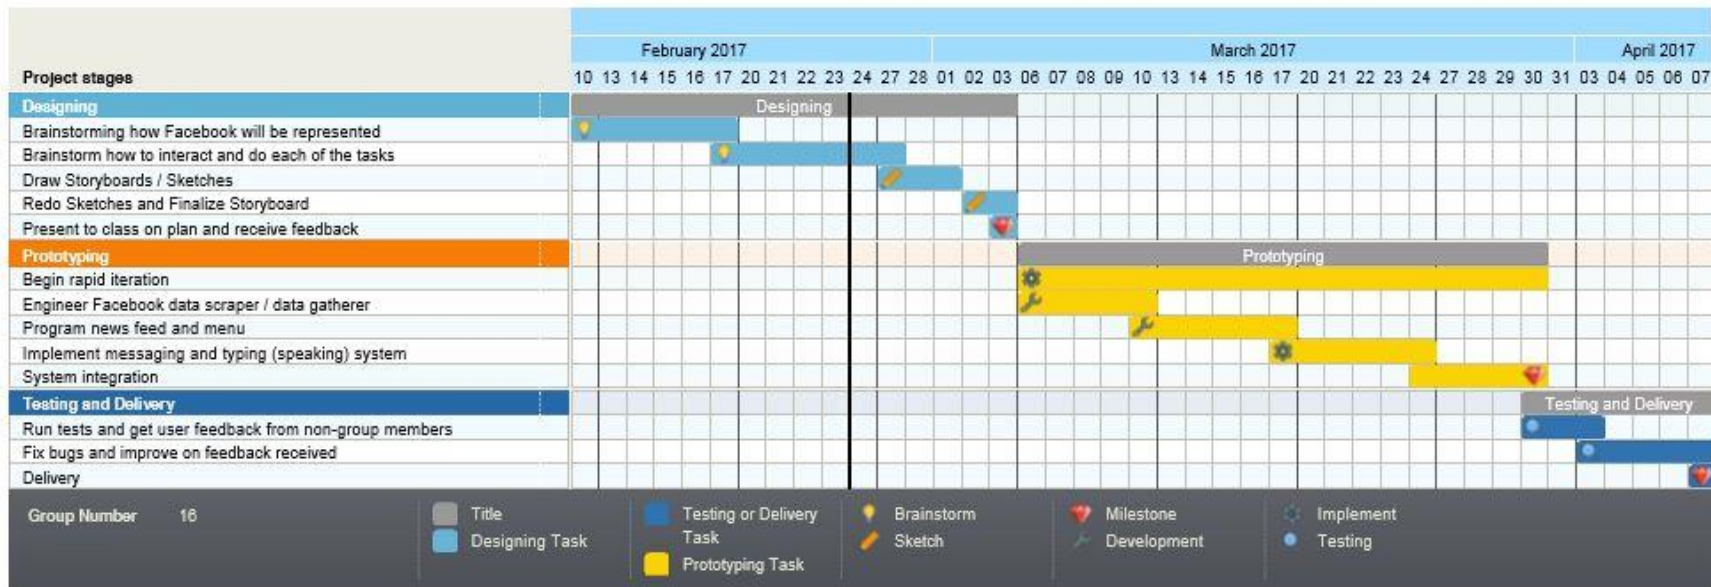 February 2017 March 2017 April 2017
Project stages 10 13 14 15 16 17 20 21 22 23 24 27 28 01 02 03 06 07 08 09 10 13 14 15 16 17 20 21 22 23 24 27 28 29 30 31 03 04 05 06 07
Designing Designing
Brainstorming how Facebook will be represented
Brainstorm how to interact and do each of the tasks
Draw Storyboards / Sketches
Redo Sketches and Finalize Storyboard
Present to class on plan and receive feedback
Prototyping Prototyping
Begin rapid iteration
Engineer Facebook data scraper / data gatherer
Program news feed and menu
Implement messaging and typing (speaking) system
System integration
Testing and Delivery Testing and Delivery
Run tests and get user feedback from non-group members
Fix bugs and improve on feedback received
Delivery
Group Number 16
Title
Designing Task
Testing or Delivery
Task
Prototyping Task
Brainstorm
Sketch
Milestone
Development
Implement
Testing